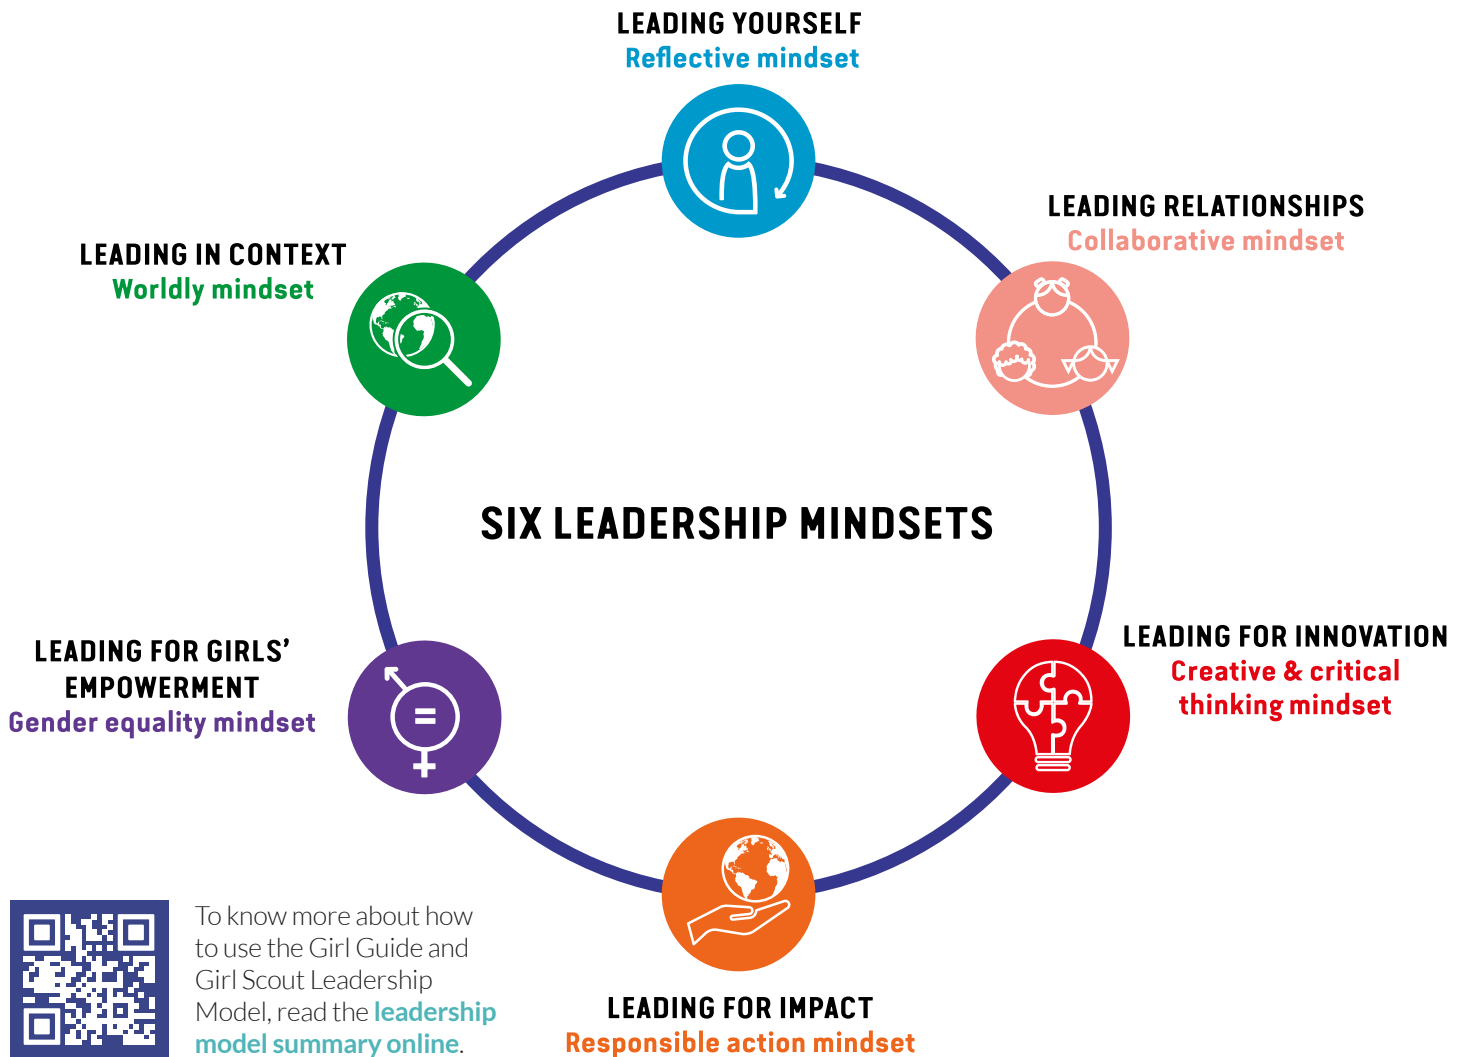 LEADING YOURSELF
Reflective mindset
LEADING RELATIONSHIPS
Collaborative mindset
LEADING IN CONTEXT
Worldly mindset
SIX LEADERSHIP MINDSETS
LEADING FOR INNOVATION
Creative & critical
thinking mindset
LEADING FOR GIRLS’
EMPOWERMENT
Gender equality mindset
=
To know more about how
to use the Girl Guide and
Girl Scout Leadership
Model, read the leadership
model summary online.
LEADING FOR IMPACT
Responsible action mindset